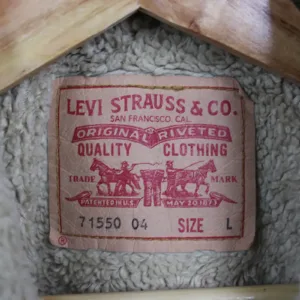 LEVI STRAUSS & CO.
SAN FRANCISCO, CAL.
ORIGINAL RIVETED
QUALITY CLOTHING
TRADE MARK
PATENTED IN U.S. MAY 20 1873
71550 04 SIZE L
®